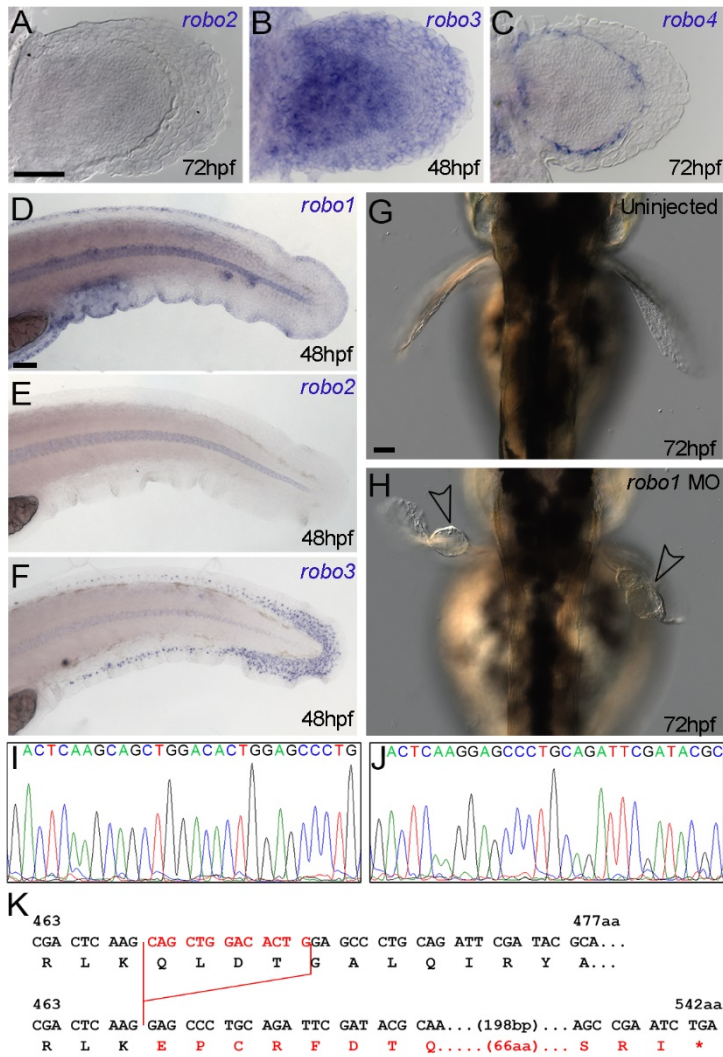 A robo2
72hpf
B robo3
48hpf
C robo4
72hpf
D robo1
48hpf
E robo2
48hpf
F robo3
48hpf
G Uninjected
72hpf
H robo1 MO
72hpf
I ACTCAAGCAGCTGGACACTGGAGCCCTG
J ACTCAAGGAGCCCTGCAGATTCGATACGC
K
463 477aa
CGA CTC AAG CAG CTG GAC ACT GGA GCC CTG CAG ATT CGA TAC GCA...
R L K Q L D T G A L Q I R Y A...
463 542aa
CGA CTC AAG GAG CCC TGC AGA TTC GAT ACG CAA....(198bp)...AGC CGA ATC TGA
R L K E P C R F D T Q.....(66aa)...S R I *